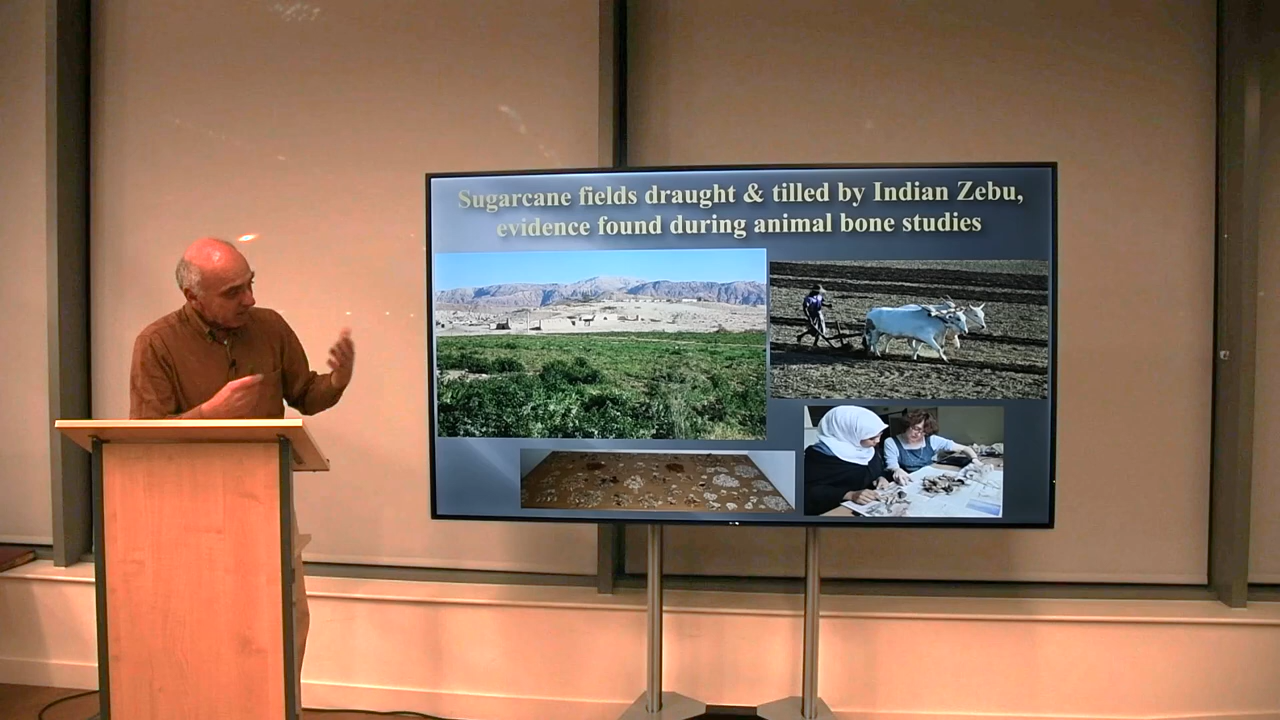 Sugarcane fields draught & tilled by Indian Zebu,
evidence found during animal bone studies